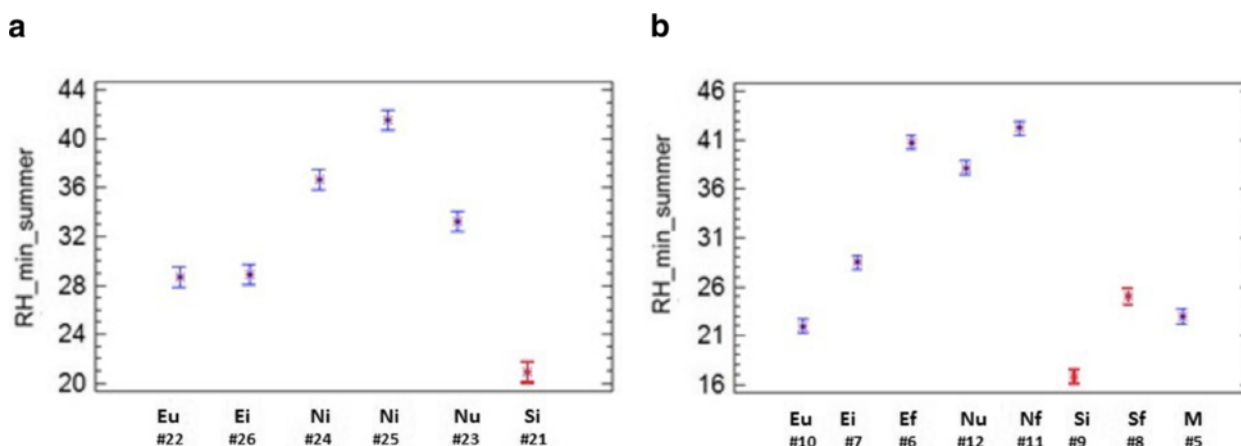 a
44
40
36
32
28
24
20
RH_min_summer
Eu Ei Ni Ni Nu Si
#22 #26 #24 #25 #23 #21
b
46
41
36
31
26
21
16
RH_min_summer
Eu Ei Ef Nu Nf Si Sf M
#10 #7 #6 #12 #11 #9 #8 #5